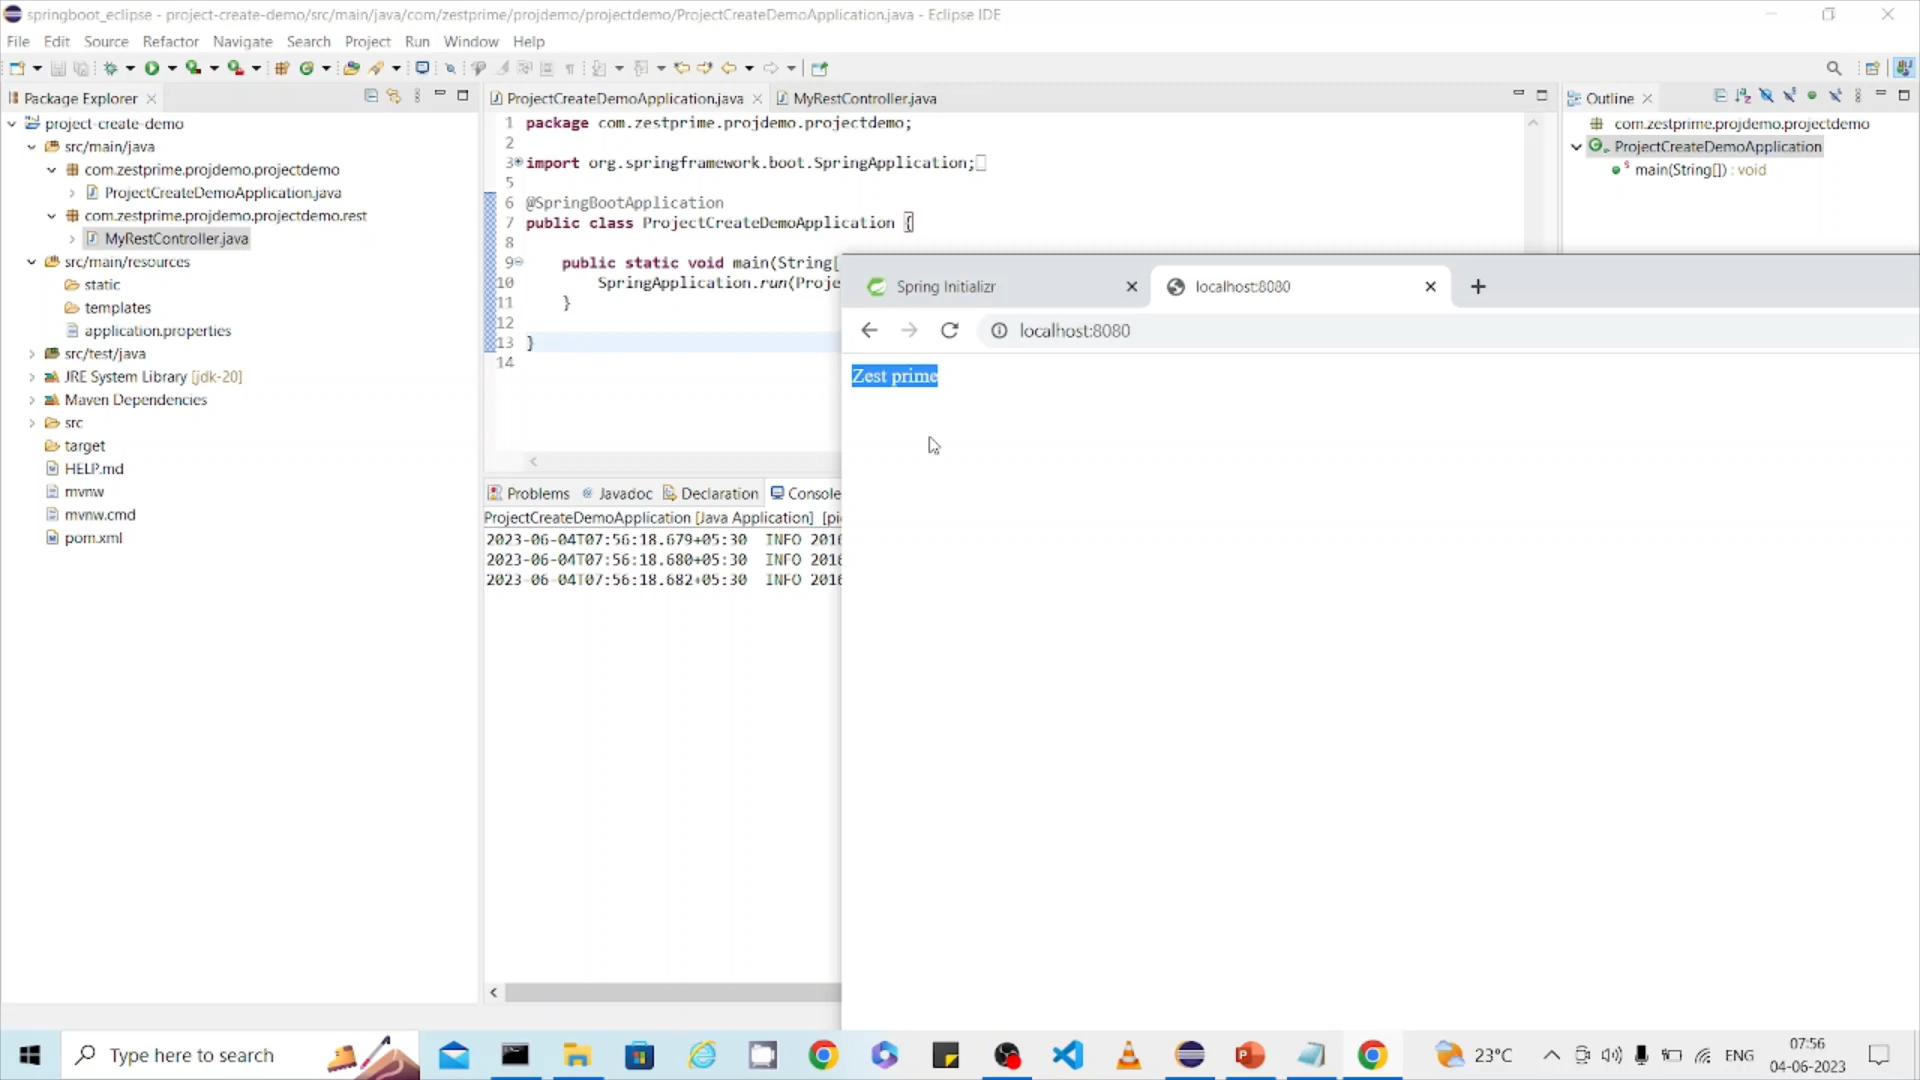 springboot_eclipse - project-create-demo/src/main/java/com/zestprime/projdemo/projectdemo/ProjectCreateDemoApplication.java - Eclipse IDE
File Edit Source Refactor Navigate Search Project Run Window Help
Package Explorer
project-create-demo
src/main/java
com.zestprime.projdemo.projectdemo
ProjectCreateDemoApplication.java
com.zestprime.projdemo.projectdemo.rest
MyRestController.java
src/main/resources
static
templates
application.properties
src/test/java
JRE System Library [jdk-20]
Maven Dependencies
src
target
HELP.md
mvnw
mvnw.cmd
pom.xml
ProjectCreateDemoApplication.java MyRestController.java
1 package com.zestprime.projdemo.projectdemo;
2
3 import org.springframework.boot.SpringApplication;
5
6 @SpringBootApplication
7 public class ProjectCreateDemoApplication {
8
9 public static void main(String[
10 SpringApplication.run(Proje
11 }
12
13 }
14
Problems Javadoc Declaration Console
ProjectCreateDemoApplication [Java Application]
2023-06-04T07:56:18.679+05:30 INFO 2016
2023-06-04T07:56:18.680+05:30 INFO 2016
2023-06-04T07:56:18.682+05:30 INFO 2016
Outline
com.zestprime.projdemo.projectdemo
ProjectCreateDemoApplication
main(String[]) : void
Spring Initializr localhost:8080
localhost:8080
Zest prime
Type here to search
23°C
ENG
07:56
04-06-2023